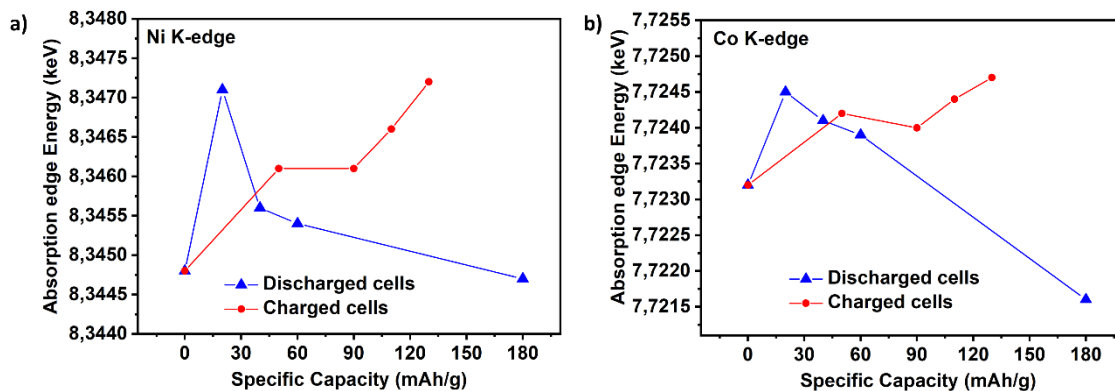 a)
Ni K-edge
Absorption edge Energy (keV)
8,3480
8,3475
8,3470
8,3465
8,3460
8,3455
8,3450
8,3445
8,3440
Discharged cells
Charged cells
0 30 60 90 120 150 180
Specific Capacity (mAh/g)
b)
Co K-edge
Absorption edge Energy (keV)
7,7255
7,7250
7,7245
7,7240
7,7235
7,7230
7,7225
7,7220
7,7215
Discharged cells
Charged cells
0 30 60 90 120 150 180
Specific Capacity (mAh/g)